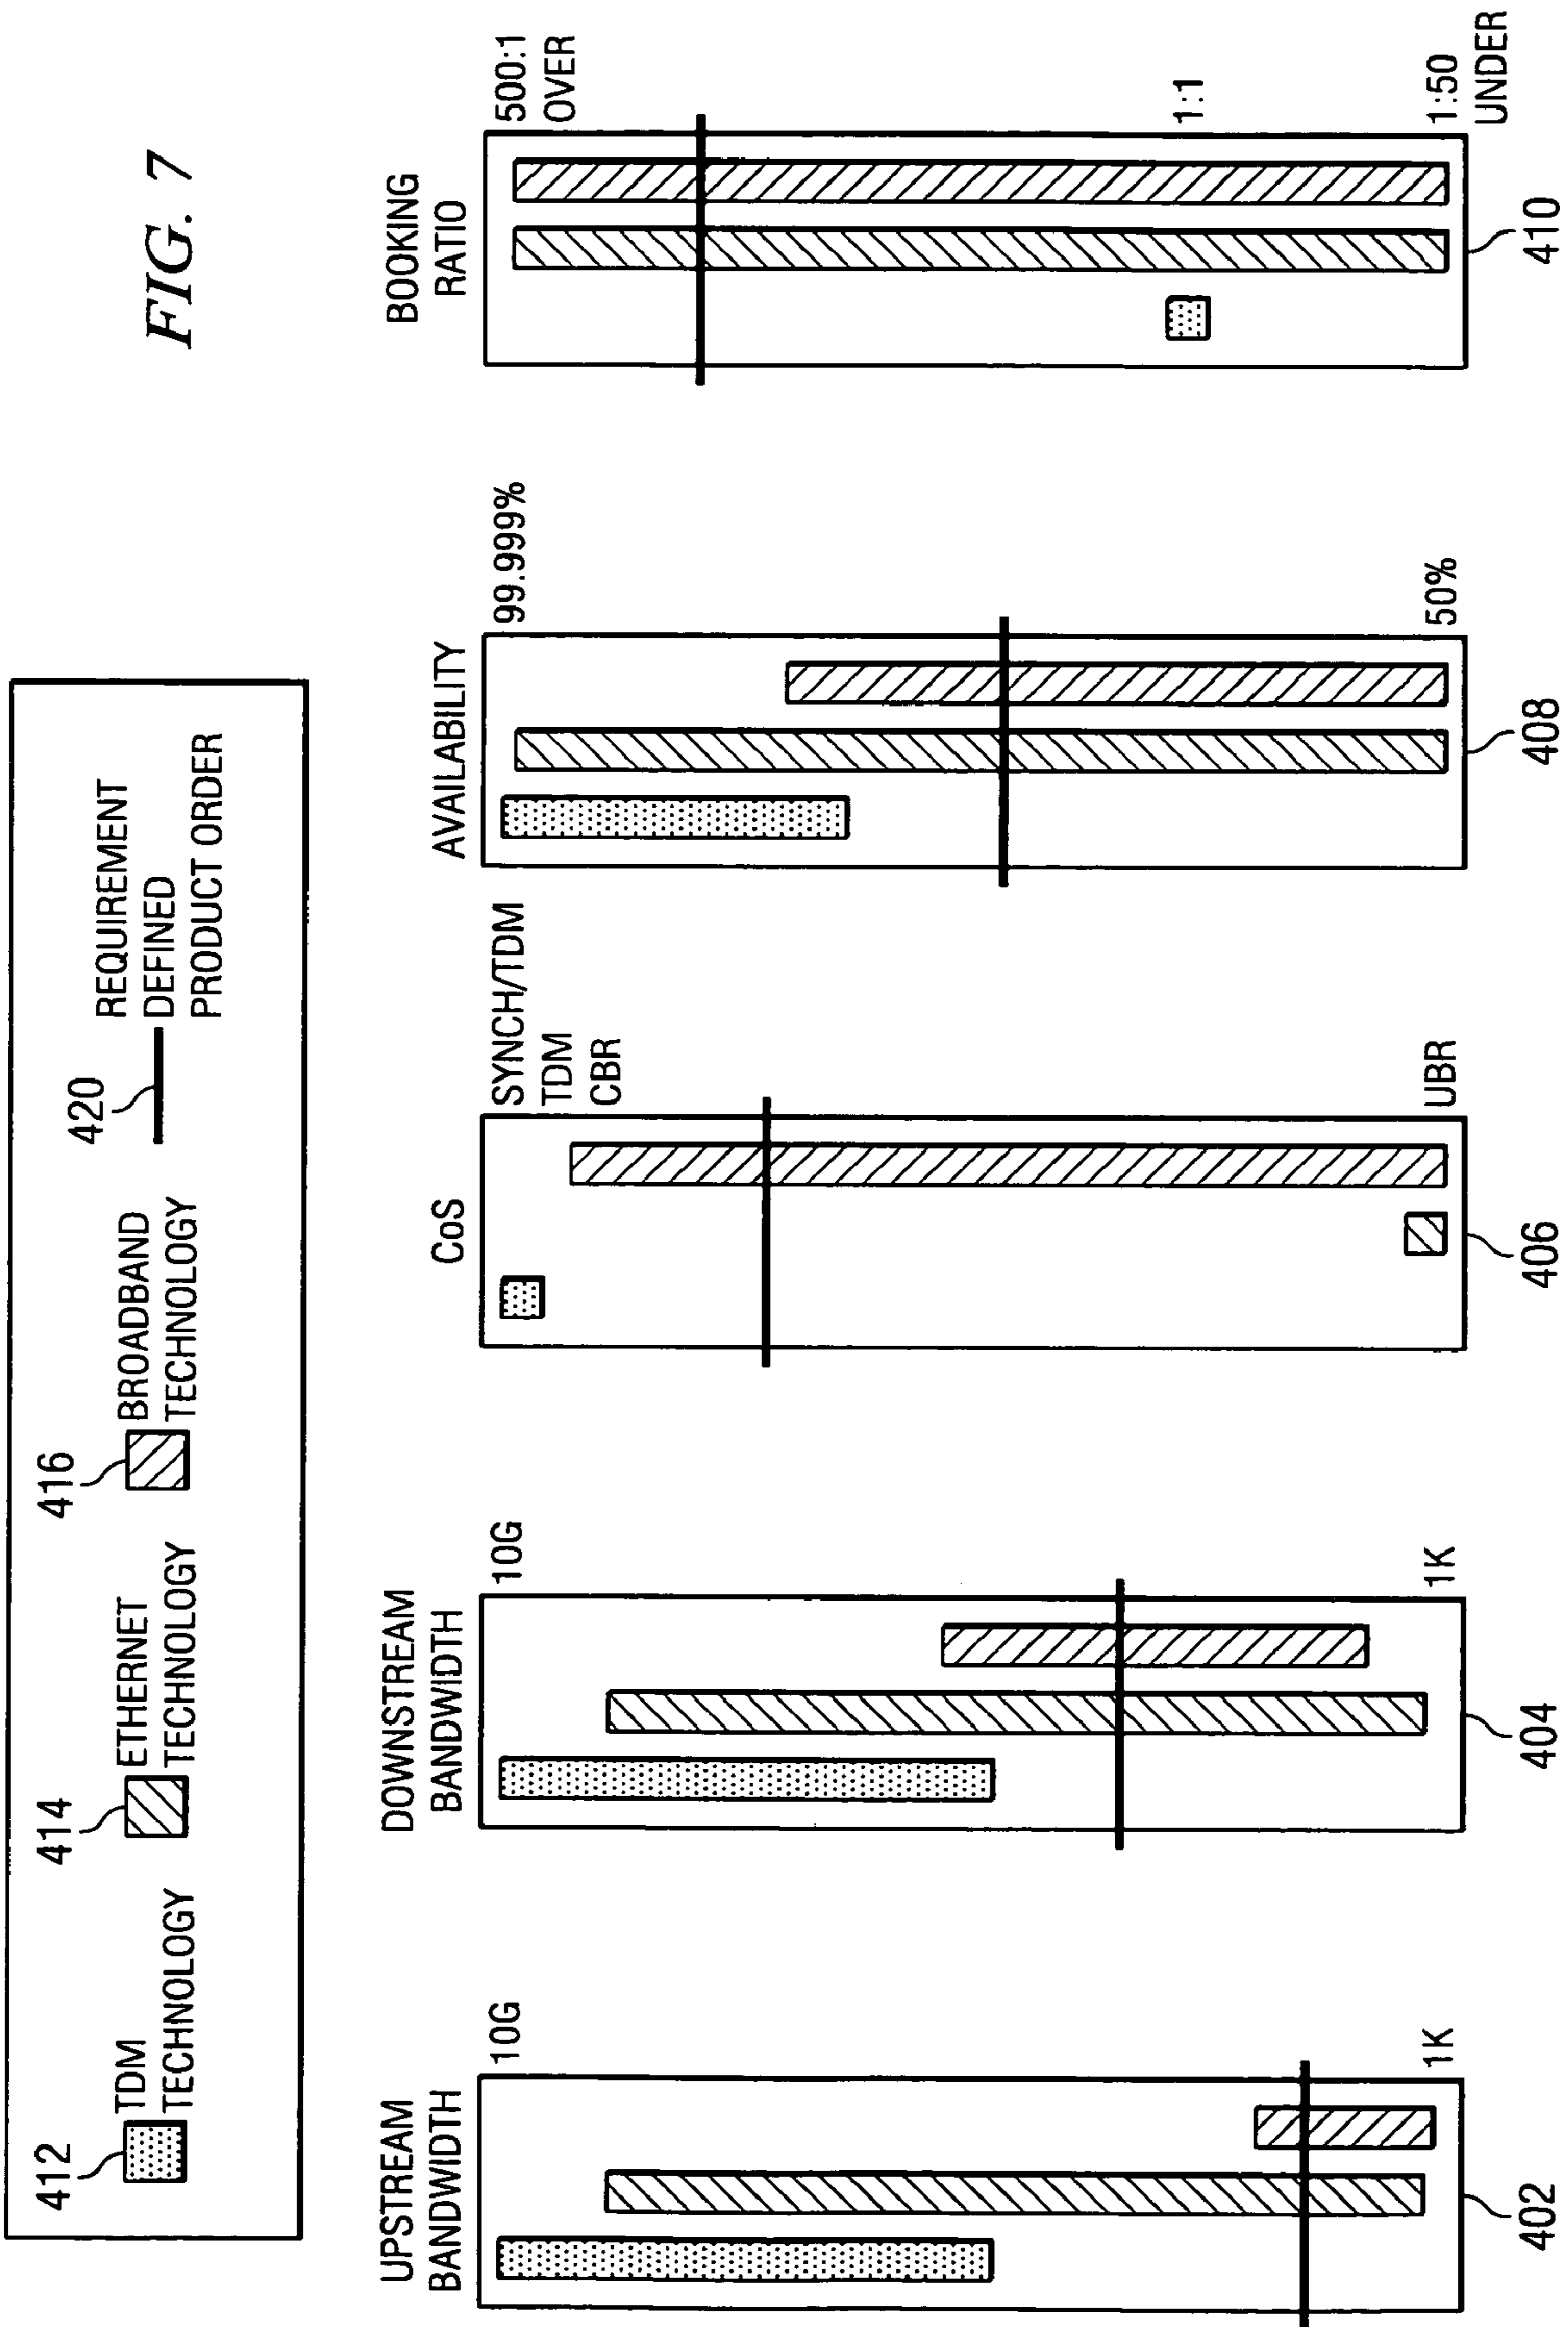 FIG. 7
412
TDM
TECHNOLOGY
414
ETHERNET
TECHNOLOGY
416
BROADBAND
TECHNOLOGY
420
REQUIREMENT
DEFINED
PRODUCT ORDER
UPSTREAM
BANDWIDTH
10G
1K
402
DOWNSTREAM
BANDWIDTH
10G
1K
404
CoS
SYNCH/TDM
TDM
CBR
UBR
406
AVAILABILITY
99.999%
50%
408
BOOKING
RATIO
500:1
OVER
1:1
1:50
UNDER
410